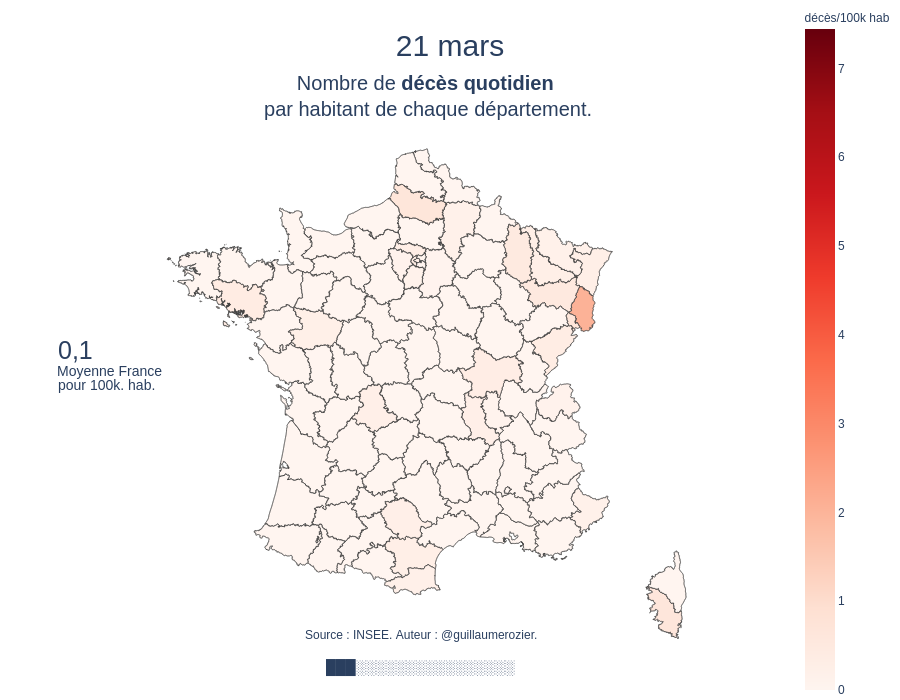 décès/100k hab
21 mars
Nombre de décès quotidien
par habitant de chaque département.
7
6
5
4
3
2
1
0
0,1
Moyenne France
pour 100k. hab.
Source : INSEE. Auteur : @guillaumerozier.